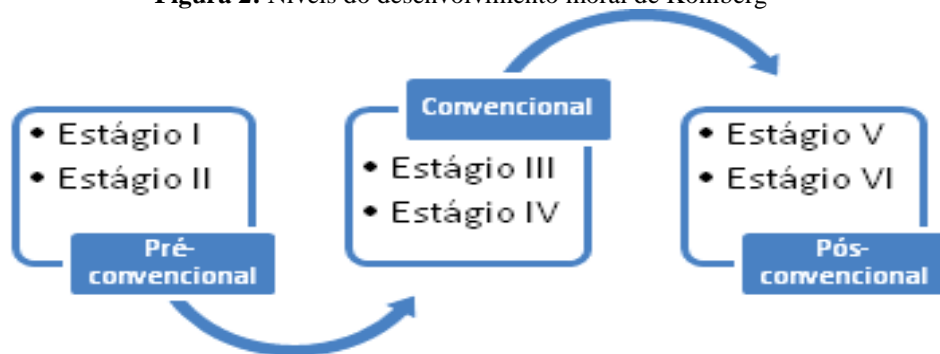 Figura 2: Níveis do desenvolvimento moral de Kohlberg
• Estágio I
• Estágio II
Pré-
convencional
Convencional
• Estágio III
• Estágio IV
• Estágio V
• Estágio VI
Pós-
convencional